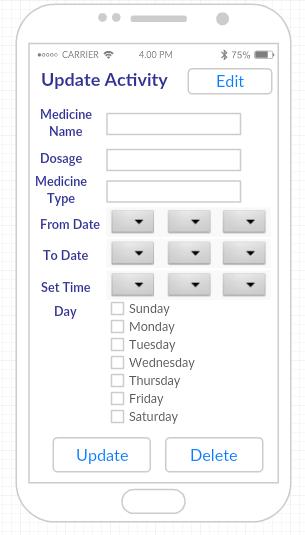 CARRIER 4.00 PM 75%
Update Activity Edit
Medicine
Name
Dosage
Medicine
Type
From Date
To Date
Set Time
Day
Sunday
Monday
Tuesday
Wednesday
Thursday
Friday
Saturday
Update Delete